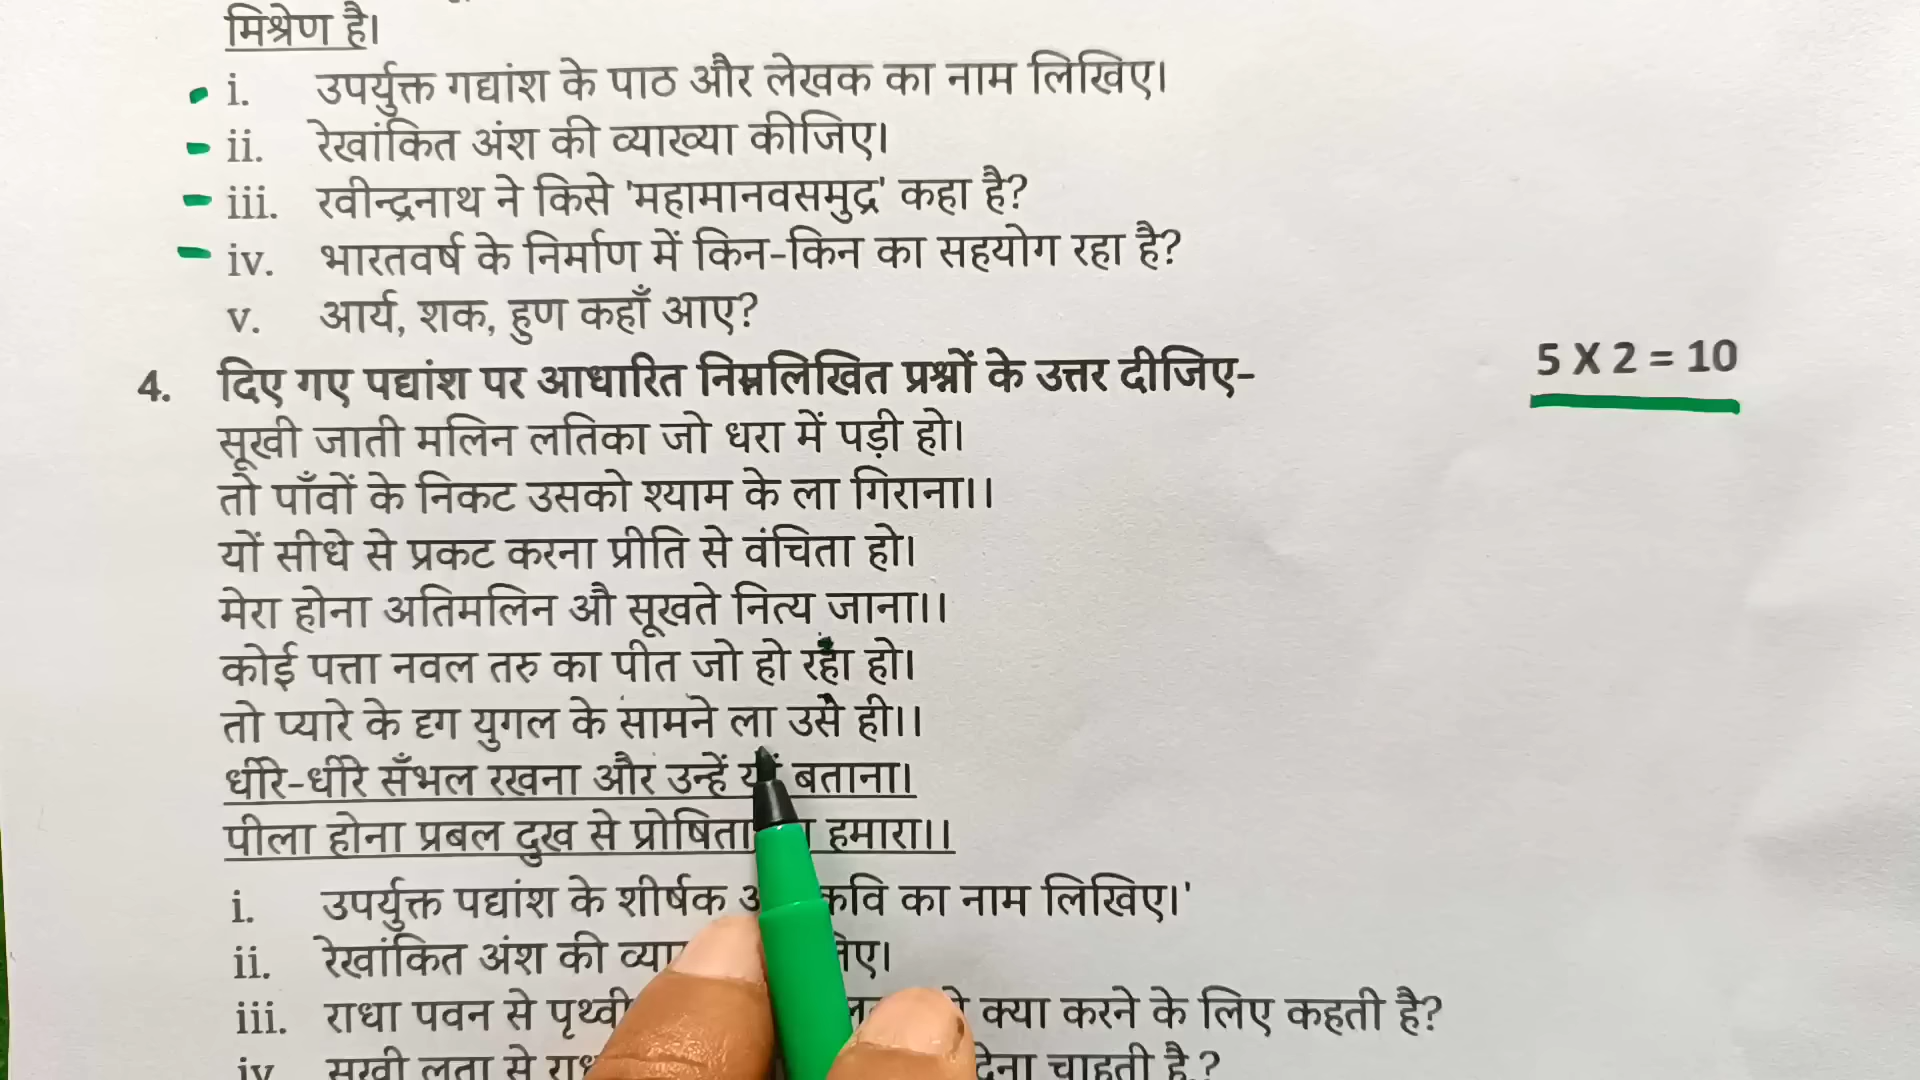 मिश्रेण है।
i. उपर्युक्त गद्यांश के पाठ और लेखक का नाम लिखिए।
ii. रेखांकित अंश की व्याख्या कीजिए।
iii. रवीन्द्रनाथ ने किसे 'महामानवसमुद्र' कहा है?
iv. भारतवर्ष के निर्माण में किन-किन का सहयोग रहा है?
v. आर्य, शक, हुण कहाँ आए?
4. दिए गए पद्यांश पर आधारित निम्नलिखित प्रश्नों के उत्तर दीजिए- 5 X 2 = 10
सूखी जाती मलिन लतिका जो धरा में पड़ी हो।
तो पाँवों के निकट उसको श्याम के ला गिराना।।
यों सीधे से प्रकट करना प्रीति से वंचिता हो।
मेरा होना अतिमलिन औ सूखते नित्य जाना।।
कोई पत्ता नवल तरु का पीत जो हो रहा हो।
तो प्यारे के दृग युगल के सामने ला उसे ही।।
धीरे-धीरे सँभल रखना और उन्हें बताना।
पीला होना प्रबल दुख से प्रोषिता हमारा।।
i. उपर्युक्त पद्यांश के शीर्षक कवि का नाम लिखिए।'
ii. रेखांकित अंश की
iii. राधा पवन से पृथ्वी क्या करने के लिए कहती है?
iv सूखी लता से देना चाहती है.?